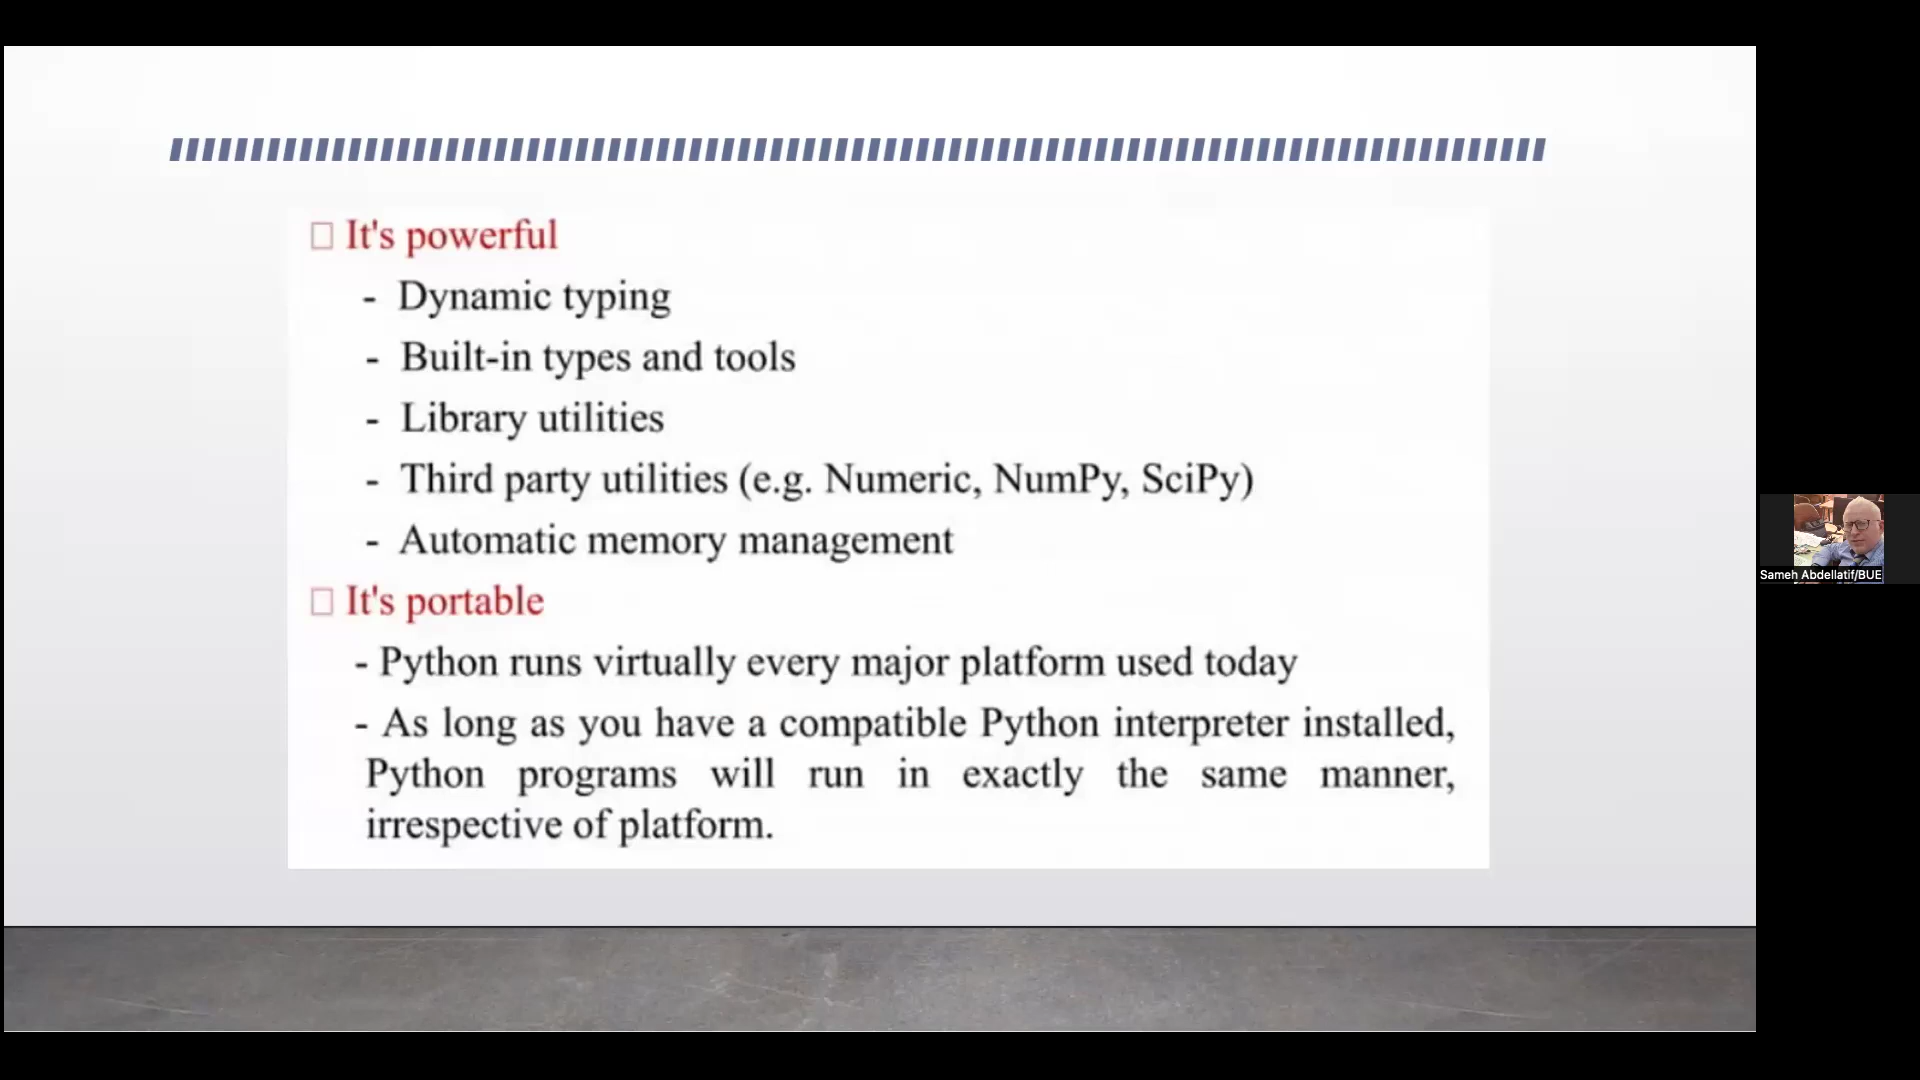 It's powerful
- Dynamic typing
- Built-in types and tools
- Library utilities
- Third party utilities (e.g. Numeric, NumPy, SciPy)
- Automatic memory management
It's portable
- Python runs virtually every major platform used today
- As long as you have a compatible Python interpreter installed,
Python programs will run in exactly the same manner,
irrespective of platform.
Sameh Abdellatif/BUE